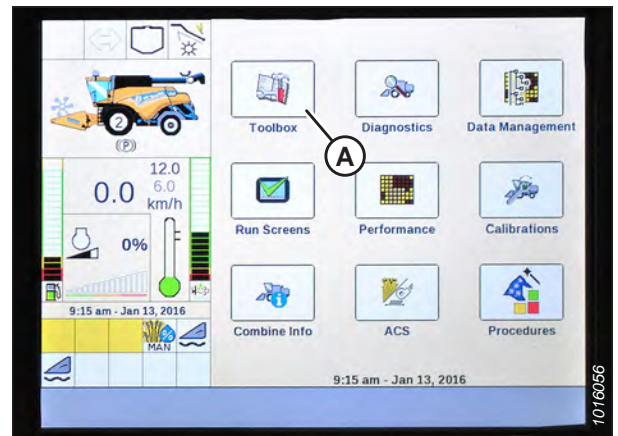 2
(P)
12.0
0.0 6.0
km/h
0%
9:15 am - Jan 13, 2016
MAN
Toolbox
Diagnostics
Data Management
A
Run Screens
Performance
Calibrations
Combine Info
ACS
Procedures
9:15 am - Jan 13, 2016
1016056